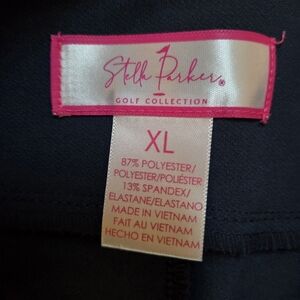 Stella Parker®
GOLF COLLECTION
XL
87% POLYESTER/
POLYESTER/POLIÉSTER
13% SPANDEX/
ELASTANE/ELASTANO
MADE IN VIETNAM
FAIT AU VIETNAM
HECHO EN VIETNAM